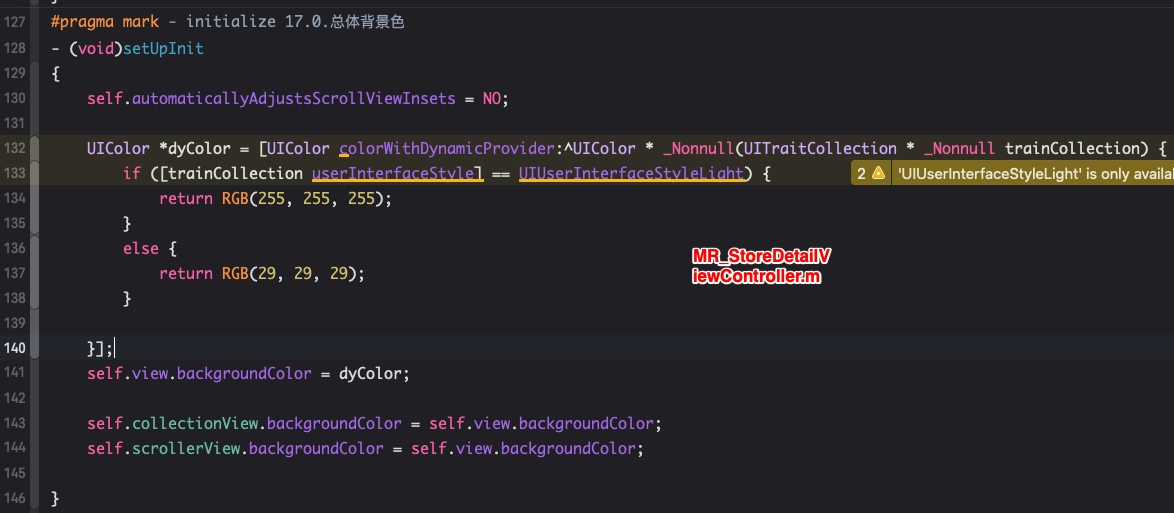 127 #pragma mark - initialize 17.0.总体背景色
128 - (void)setUpInit
129 {
130 self.automaticallyAdjustsScrollViewInsets = NO;
131
132 UIColor *dyColor = [UIColor colorWithDynamicProvider:^UIColor * _Nonnull(UITraitCollection * _Nonnull trainCollection) {
133 if ([trainCollection userInterfaceStyle] == UIUserInterfaceStyleLight) { 2 'UIUserInterfaceStyleLight' is only availa
134 return RGB(255, 255, 255);
135 }
136 else {
MR_StoreDetailV
137 return RGB(29, 29, 29);
iewController.m
138 }
139
140 }];
141 self.view.backgroundColor = dyColor;
142
143 self.collectionView.backgroundColor = self.view.backgroundColor;
144 self.scrollerView.backgroundColor = self.view.backgroundColor;
145
146 }